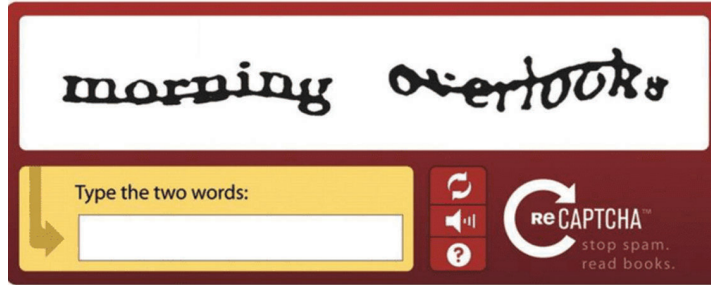 morning overlooks
Type the two words:
ReCAPTCHA™
stop spam.
read books.